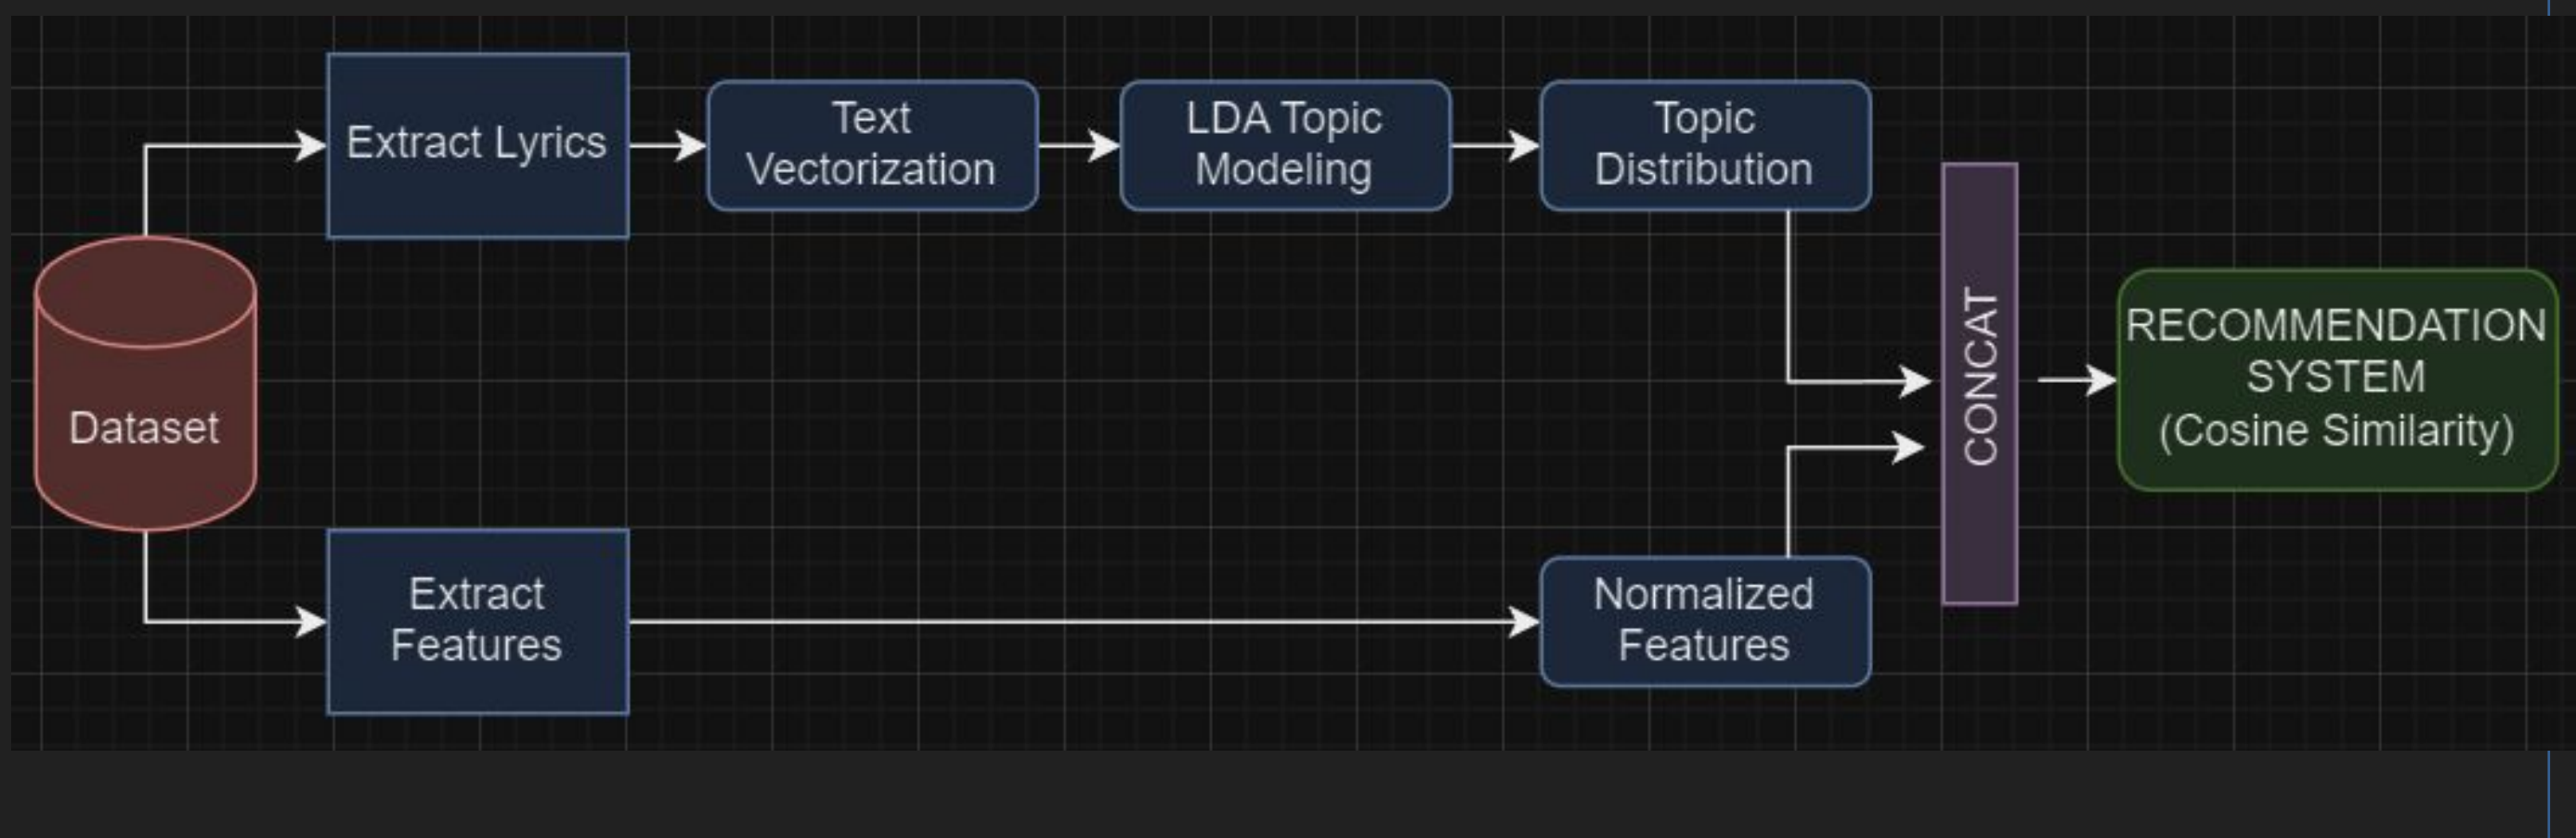 Extract Lyrics
Text
Vectorization
LDA Topic
Modeling
Topic
Distribution
Dataset
CONCAT
RECOMMENDATION
SYSTEM
(Cosine Similarity)
Extract
Features
Normalized
Features